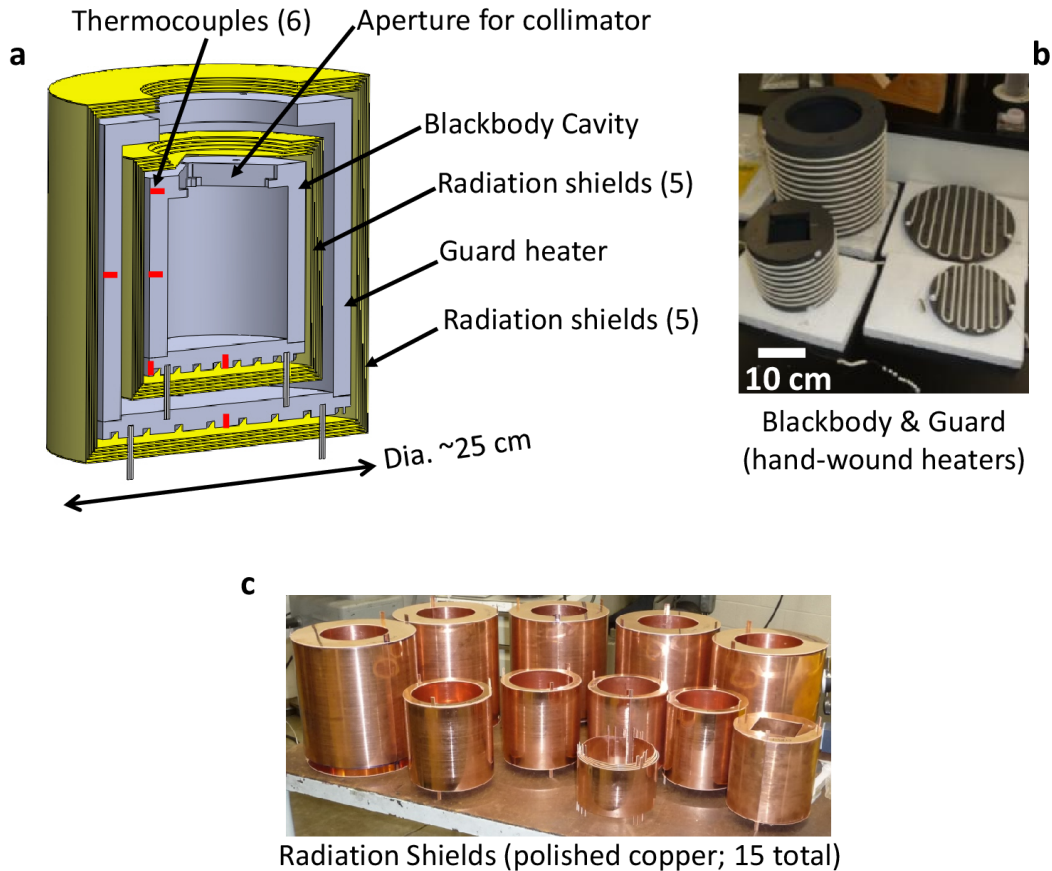 Thermocouples (6)
Aperture for collimator
a
b
Blackbody Cavity
Radiation shields (5)
Guard heater
Radiation shields (5)
Dia. ~25 cm
10 cm
Blackbody & Guard
(hand-wound heaters)
c
Radiation Shields (polished copper; 15 total)